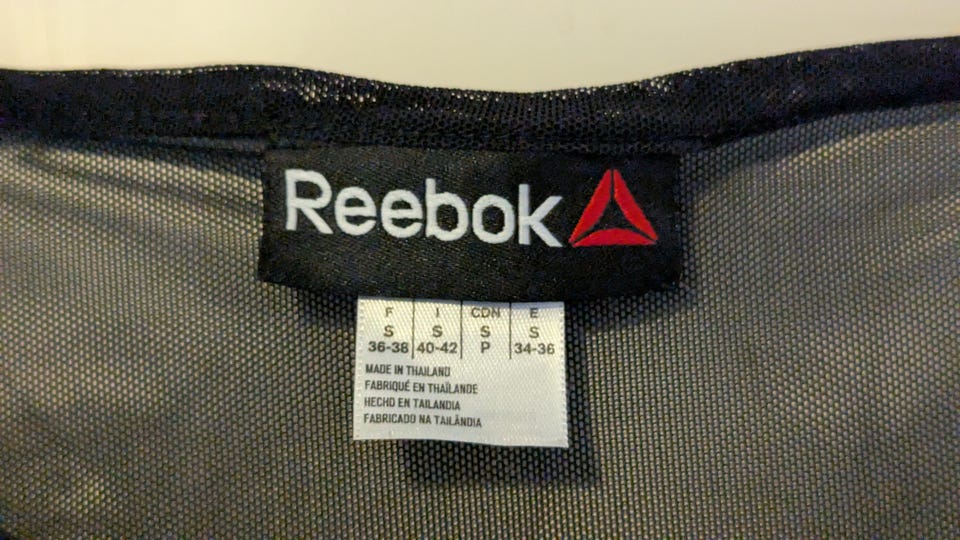 Reebok
F I CDN E
S S S S
36-38 40-42 P 34-36
MADE IN THAILAND
FABRIQUÉ EN THAÏLANDE
HECHO EN TAILANDIA
FABRICADO NA TAILÂNDIA